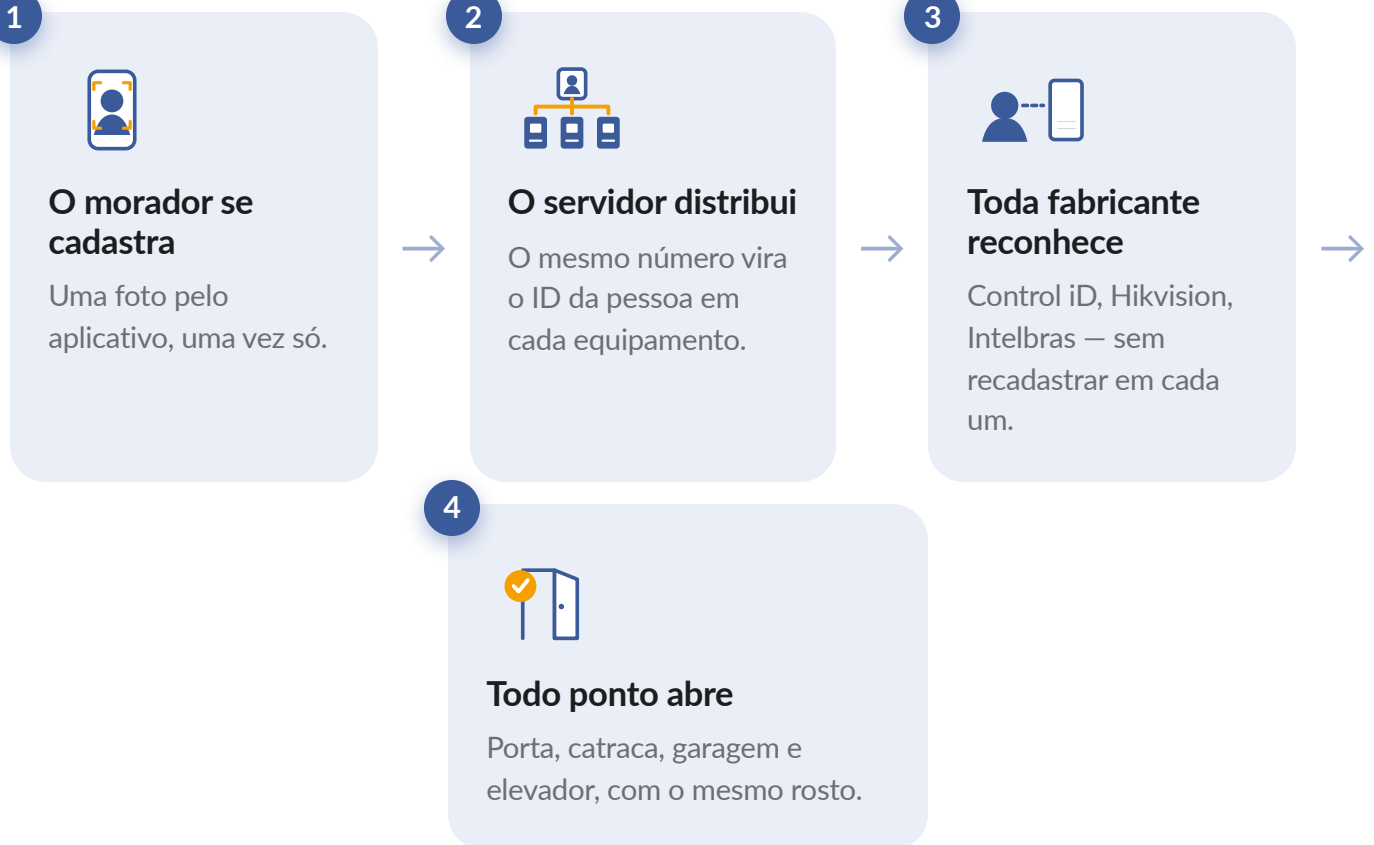 1
O morador se
cadastra
Uma foto pelo
aplicativo, uma vez só.
2
O servidor distribui
O mesmo número vira
o ID da pessoa em
cada equipamento.
3
Toda fabricante
reconhece
Control iD, Hikvision,
Intelbras — sem
recadastrar em cada
um.
4
Todo ponto abre
Porta, catraca, garagem e
elevador, com o mesmo rosto.